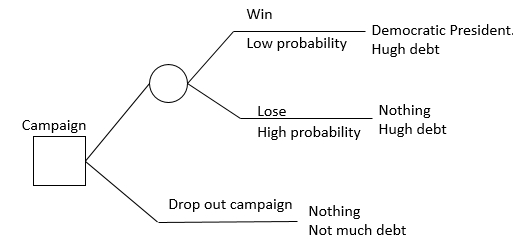 Win
Low probability
Democratic President.
Hugh debt
Campaign
Lose
High probability
Nothing
Hugh debt
Drop out campaign
Nothing
Not much debt